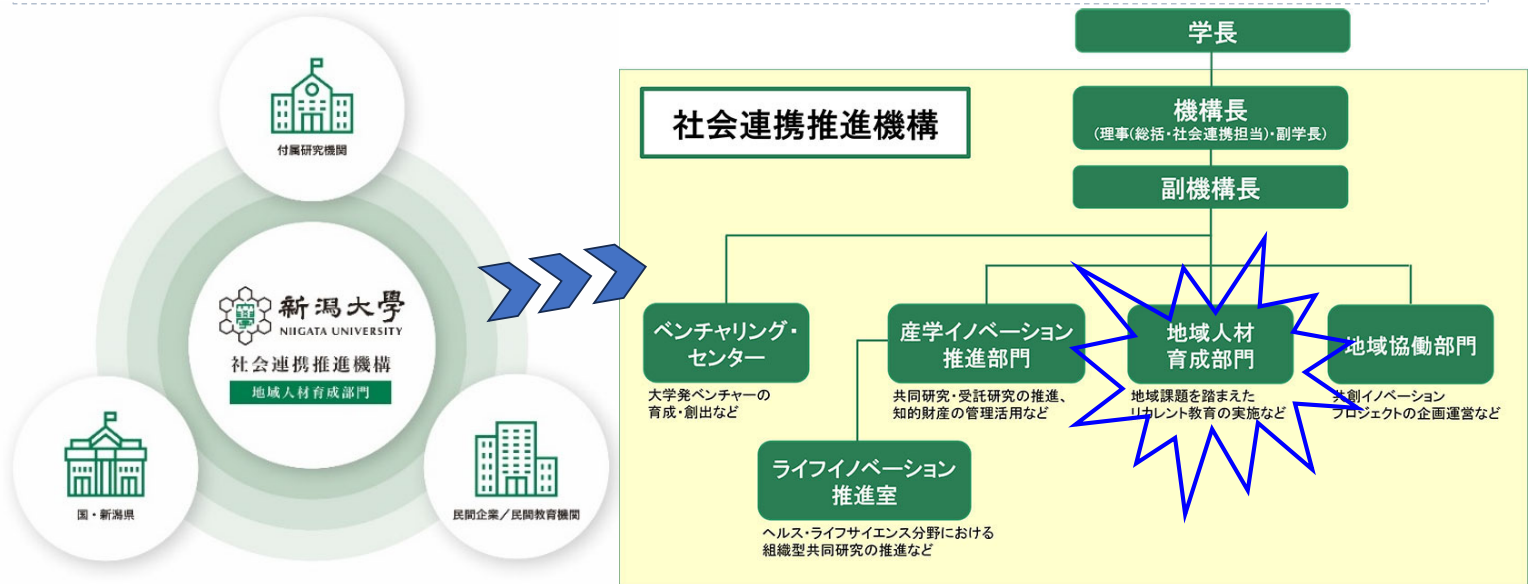 付属研究機関
新潟大学
NIIGATA UNIVERSITY
社会連携推進機構
地域人材育成部門
国・新潟県
民間企業／民間教育機関
学長
社会連携推進機構
機構長
(理事(総括・社会連携担当)・副学長)
副機構長
ベンチャリング・
センター
大学発ベンチャーの
育成・創出など
産学イノベーション
推進部門
共同研究・受託研究の推進、
知的財産の管理活用など
地域人材
育成部門
地域課題を踏まえた
リカレント教育の実施など
地域協働部門
共創イノベーション
プロジェクトの企画運営など
ライフイノベーション
推進室
ヘルス・ライフサイエンス分野における
組織型共同研究の推進など